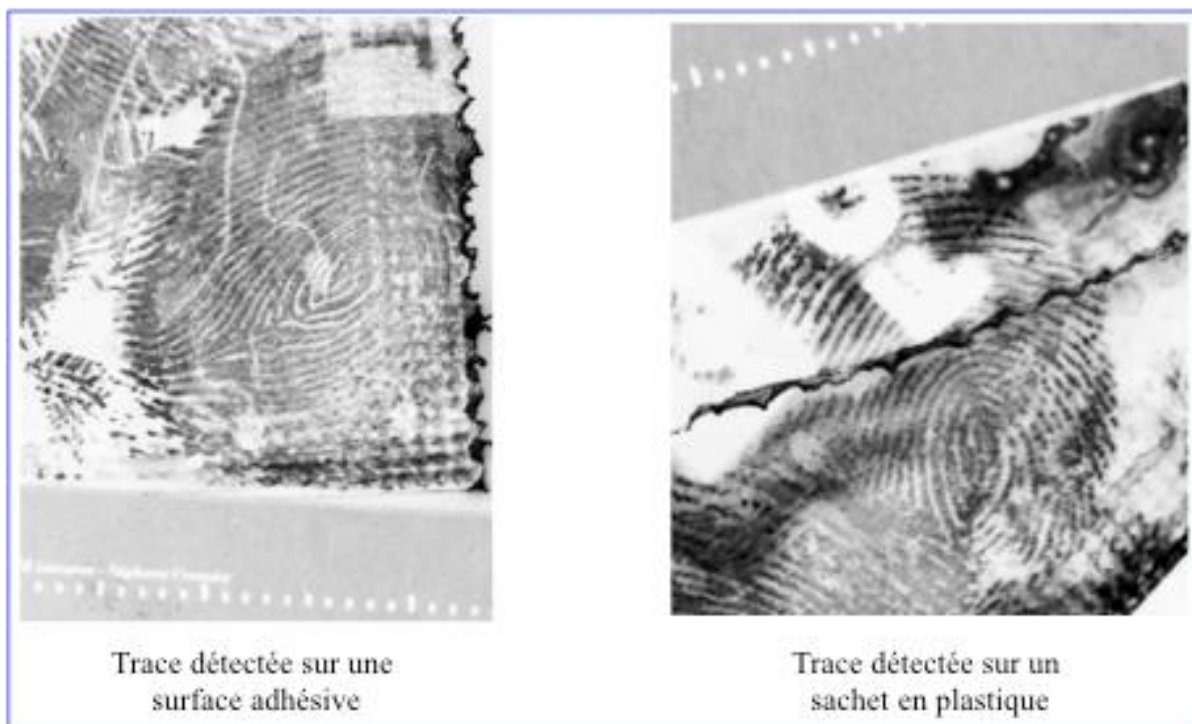 Trace détectée sur une
surface adhésive
Trace détectée sur un
sachet en plastique